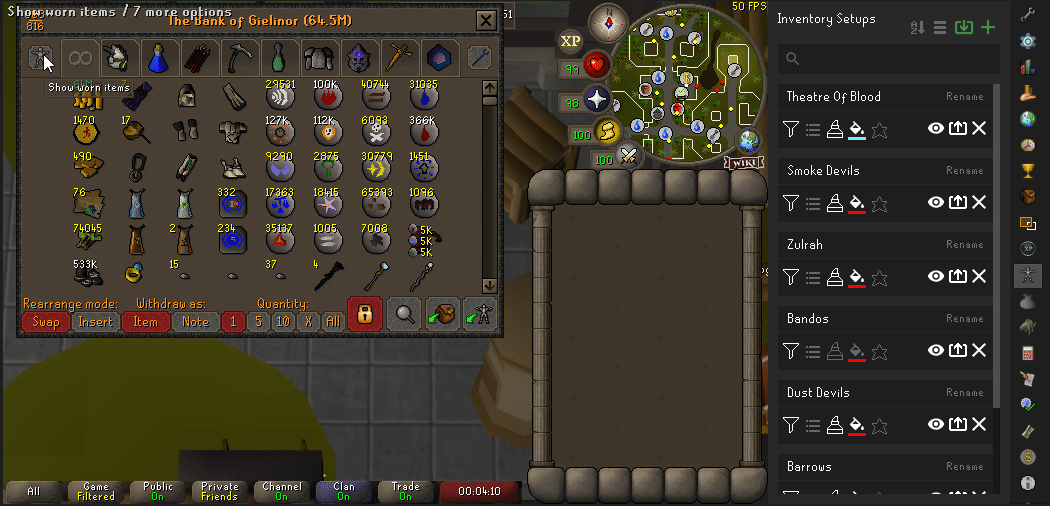 Show worn items / 7 more options
816
The Bank of Gielinor (64.5M)
Show worn items
29531
100K
40744
31035
1470
17
127K
112K
6093
366K
490
9290
2875
30779
1451
76
332
17363
18415
65393
1096
74045
2
234
35137
1005
7008
5K
5K
5K
533K
15
37
4
Rearrange mode:
Withdraw as:
Quantity:
Swap
Insert
Item
Note
1
5
10
X
All
All
Game
Filtered
Public
On
Private
Friends
Channel
On
Clan
On
Trade
On
00:04:10
51
50 FPS
XP
99
98
100
100
WIKI
Inventory Setups
Theatre Of Blood
Rename
Smoke Devils
Rename
Zulrah
Rename
Bandos
Rename
Dust Devils
Rename
Barrows
Rename